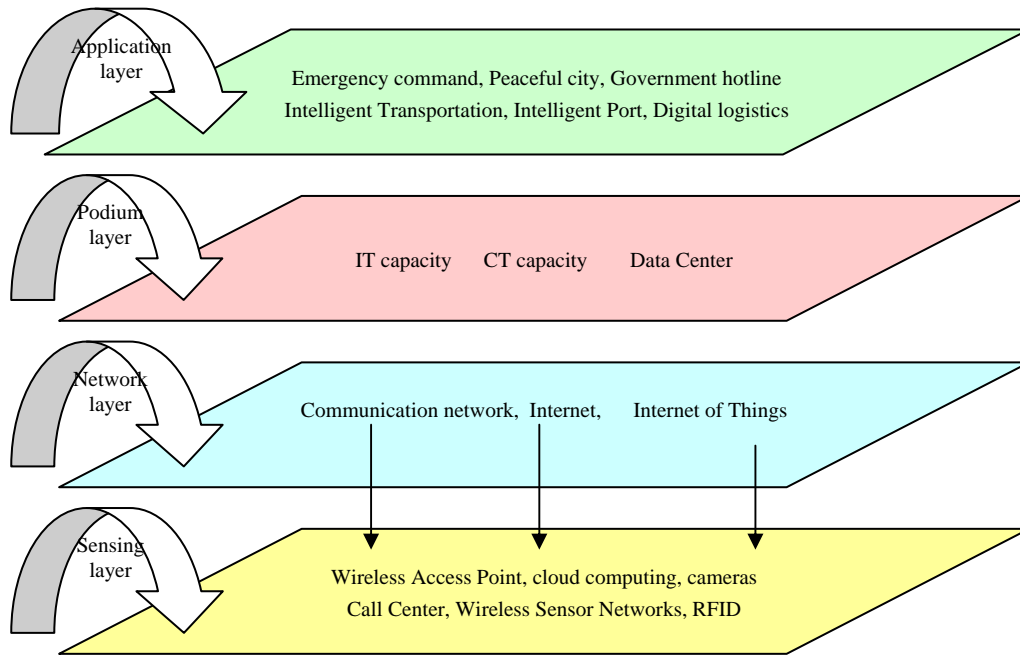 Application
layer
Emergency command, Peaceful city, Government hotline
Intelligent Transportation, Intelligent Port, Digital logistics
Podium
layer
IT capacity CT capacity Data Center
Network
layer
Communication network, Internet, Internet of Things
Sensing
layer
Wireless Access Point, cloud computing, cameras
Call Center, Wireless Sensor Networks, RFID